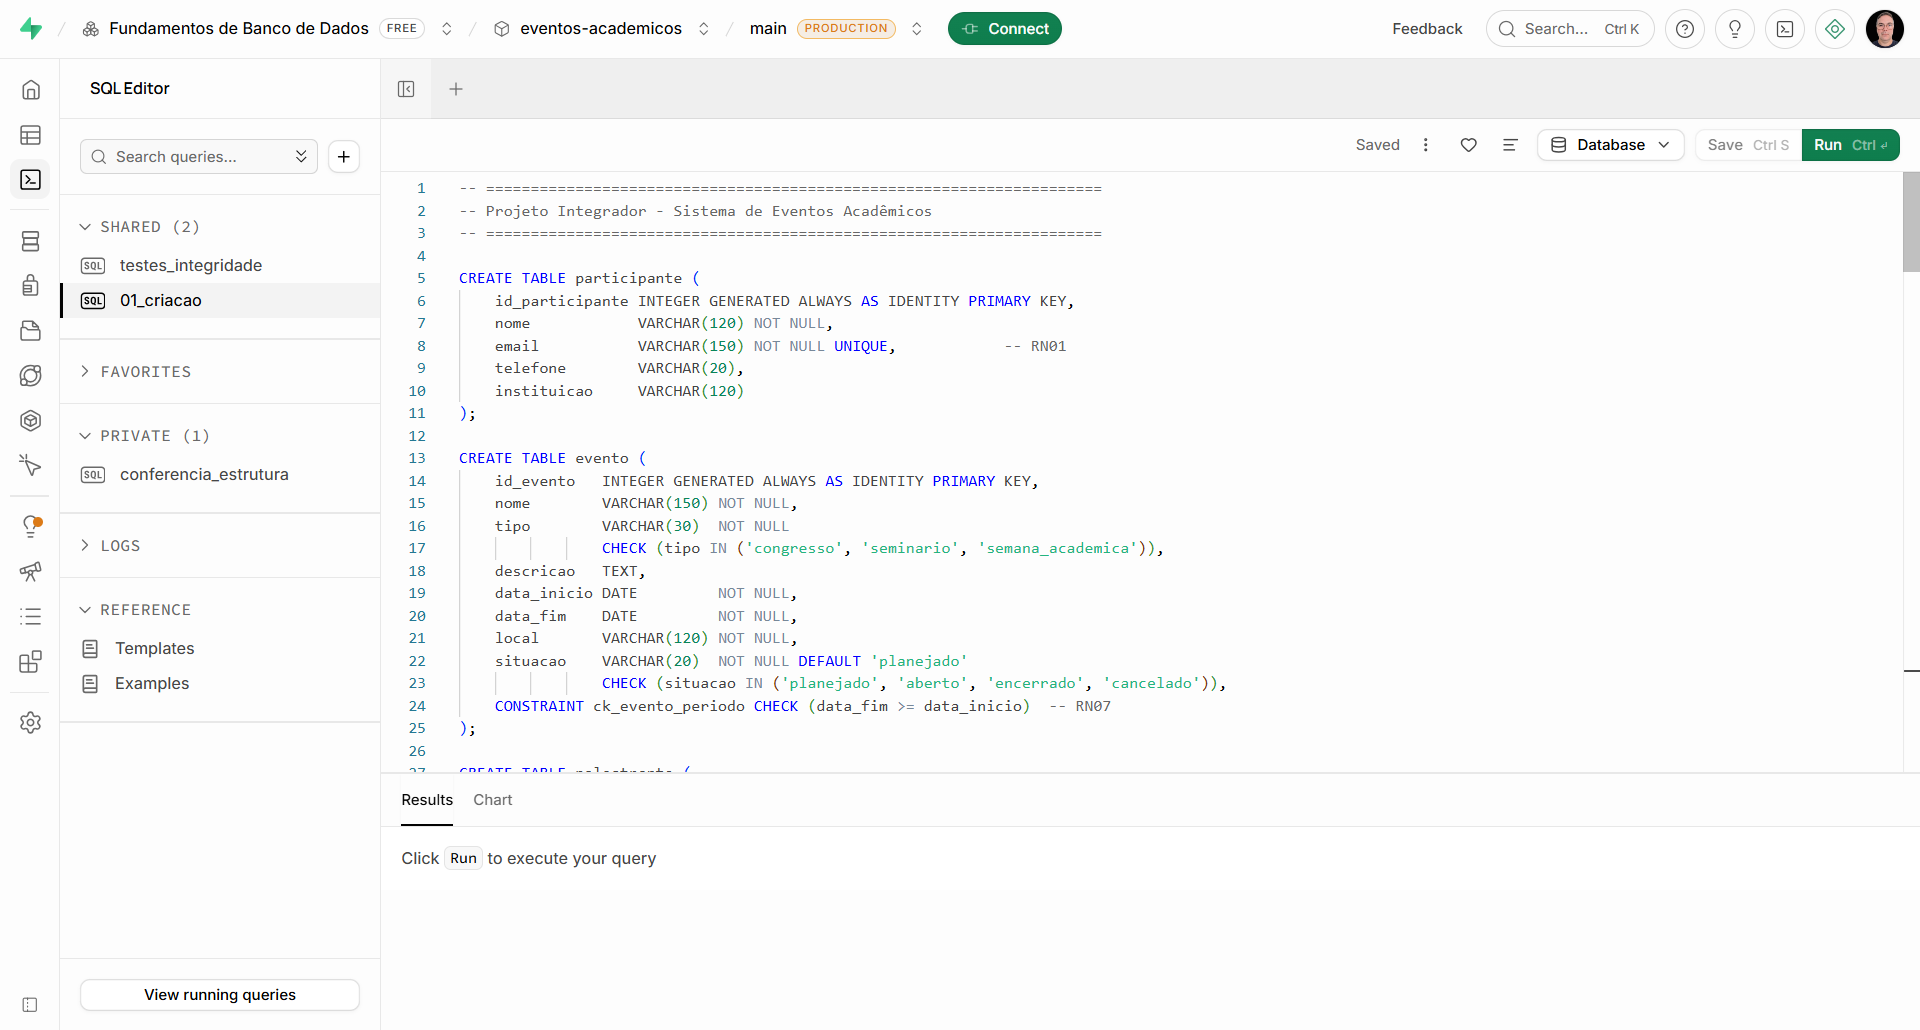 Fundamentos de Banco de Dados FREE eventos-academicos main PRODUCTION Connect Feedback Search... Ctrl K
SQL Editor
Search queries...
SHARED (2)
SQL testes_integridade
SQL 01_criacao
FAVORITES
PRIVATE (1)
SQL conferencia_estrutura
LOGS
REFERENCE
Templates
Examples
View running queries
Saved Database Save Ctrl S Run Ctrl ↵
1 -- =====================================================================
2 -- Projeto Integrador - Sistema de Eventos Acadêmicos
3 -- =====================================================================
4
5 CREATE TABLE participante (
6 id_participante INTEGER GENERATED ALWAYS AS IDENTITY PRIMARY KEY,
7 nome VARCHAR(120) NOT NULL,
8 email VARCHAR(150) NOT NULL UNIQUE, -- RN01
9 telefone VARCHAR(20),
10 instituicao VARCHAR(120)
11 );
12
13 CREATE TABLE evento (
14 id_evento INTEGER GENERATED ALWAYS AS IDENTITY PRIMARY KEY,
15 nome VARCHAR(150) NOT NULL,
16 tipo VARCHAR(30) NOT NULL
17 CHECK (tipo IN ('congresso', 'seminario', 'semana_academica')),
18 descricao TEXT,
19 data_inicio DATE NOT NULL,
20 data_fim DATE NOT NULL,
21 local VARCHAR(120) NOT NULL,
22 situacao VARCHAR(20) NOT NULL DEFAULT 'planejado'
23 CHECK (situacao IN ('planejado', 'aberto', 'encerrado', 'cancelado')),
24 CONSTRAINT ck_evento_periodo CHECK (data_fim >= data_inicio) -- RN07
25 );
26
27 CREATE TABLE palestrante (
Results Chart
Click Run to execute your query